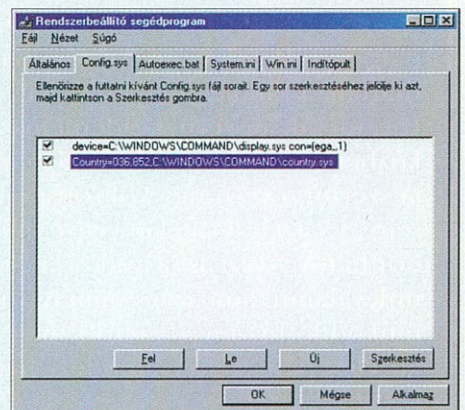 Rendszerbeállító segédprogram
Fájl Nézet Súgó
Általános Config.sys Autoexec.bat System.ini Win.ini Indítópult
Ellenőrizze a futtatni kívánt Config.sys fájl sorait. Egy sor szerkesztéséhez jelölje ki azt,
majd kattintson a Szerkesztés gombra.
device=C:\WINDOWS\COMMAND\display.sys con=(ega,,1)
Country=036,852,C:\WINDOWS\COMMAND\country.sys
Fel Le Új Szerkesztés
OK Mégse Alkalmaz